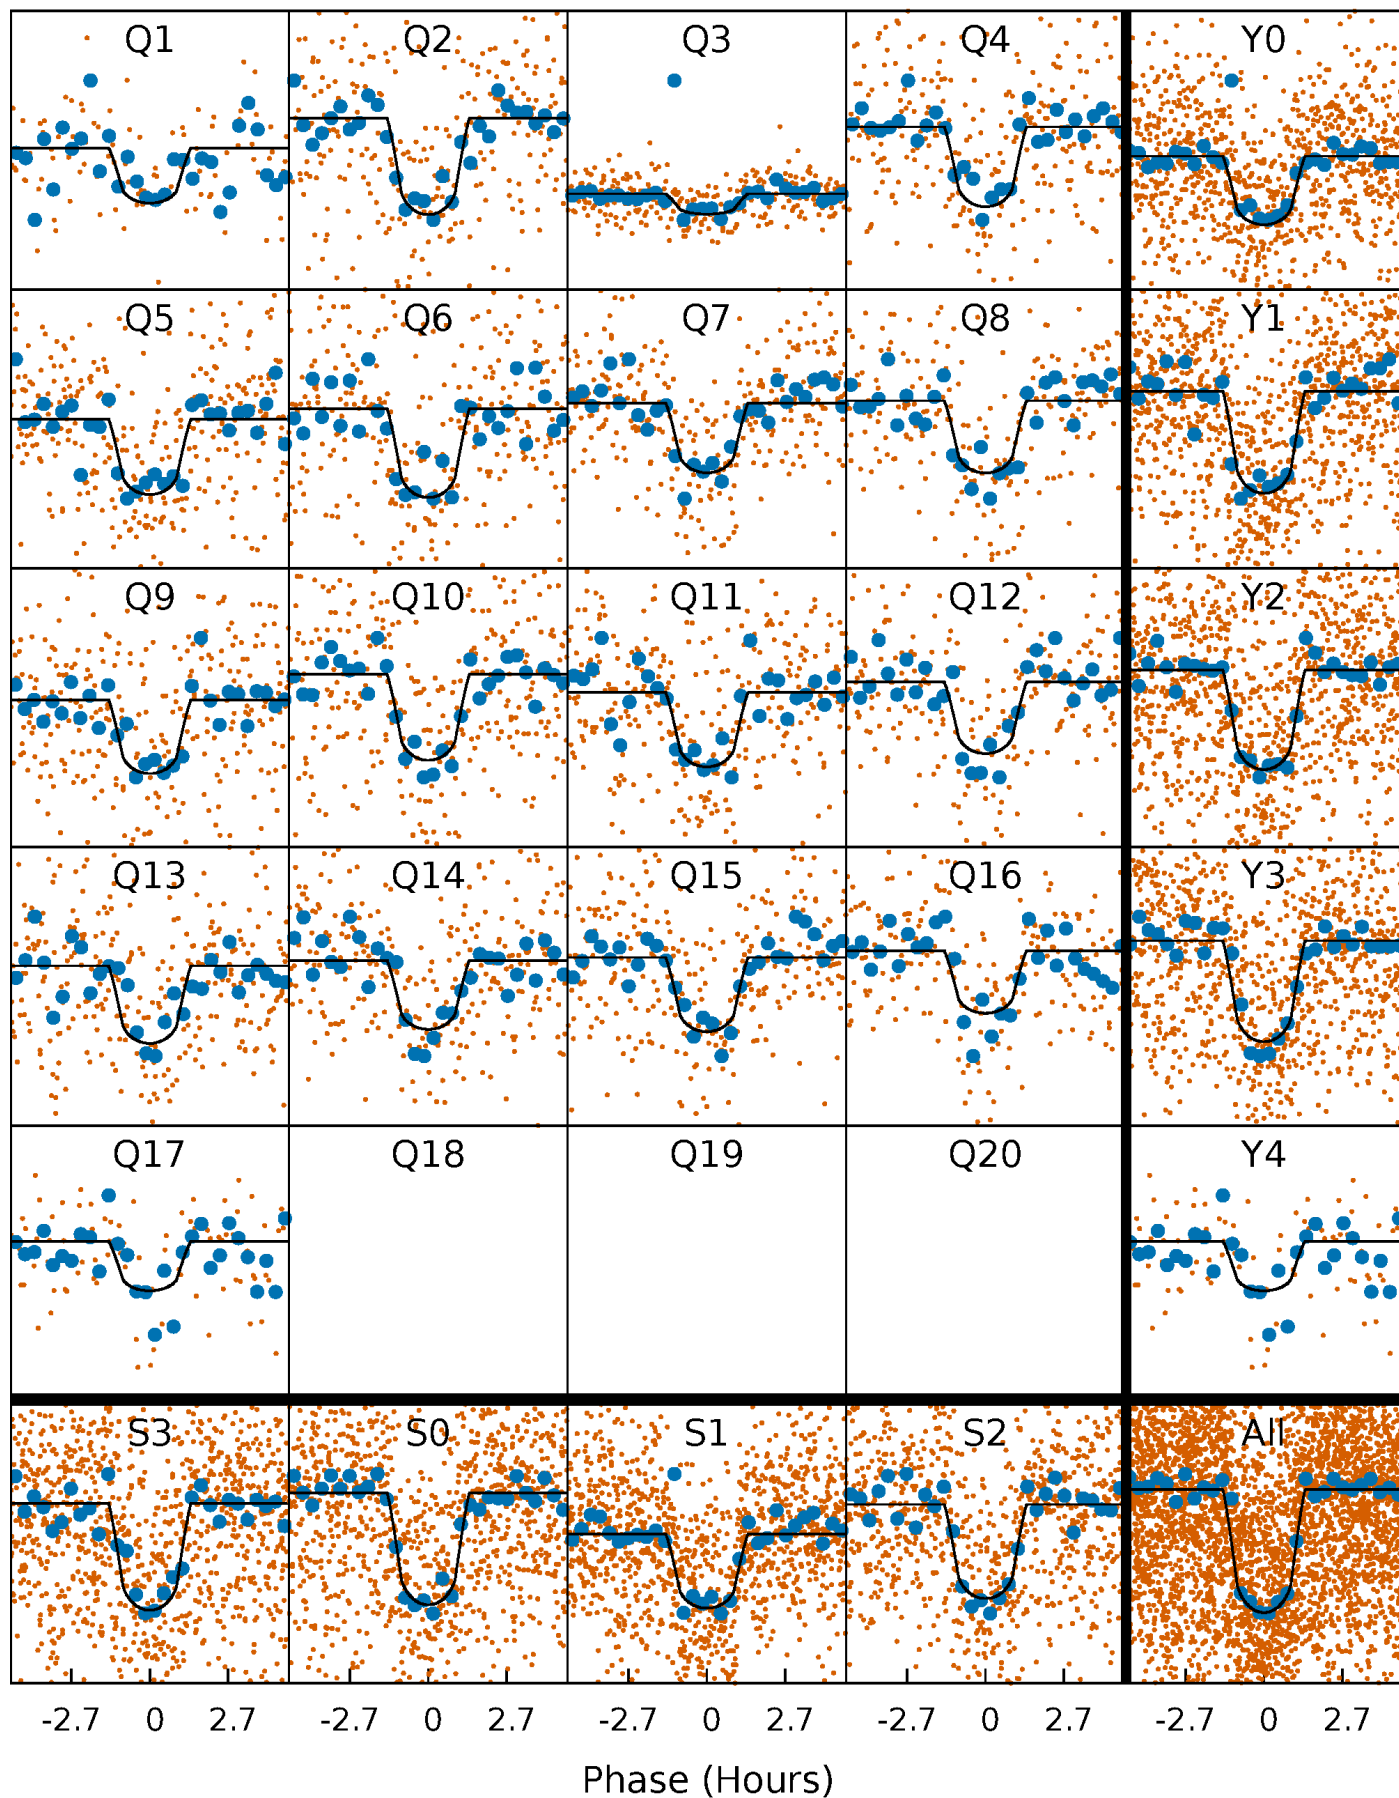 Q1 Q2 Q3 Q4 Y0
Q5 Q6 Q7 Q8 Y1
Q9 Q10 Q11 Q12 Y2
Q13 Q14 Q15 Q16 Y3
Q17 Q18 Q19 Q20 Y4
S3 S0 S1 S2 All
-2.7 0 2.7 -2.7 0 2.7 -2.7 0 2.7 -2.7 0 2.7 -2.7 0 2.7
Phase (Hours)